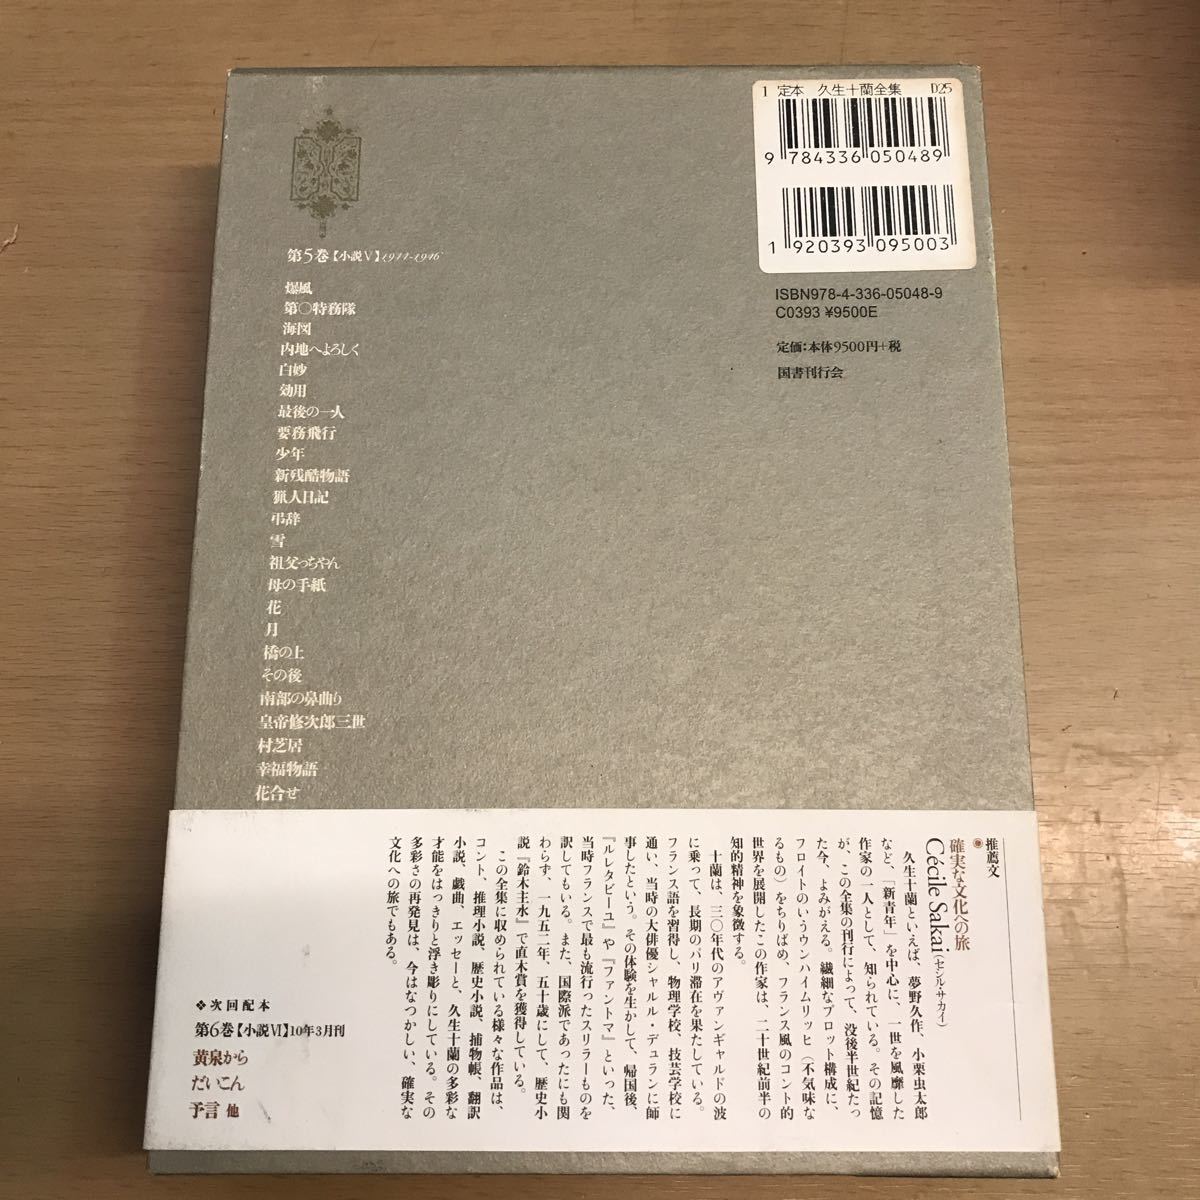 1 定本 久生十蘭全集 D25
9 784336 050489
1 920393 095003
ISBN978-4-336-05048-9
C0393 ¥9500E
定価:本体9500円+税
国書刊行会
第5巻【小説Ⅴ】1944-1946
爆風
第〇特務隊
海図
内地へよろしく
白妙
効用
最後の一人
要務飛行
少年
新残酷物語
猟人日記
弔辞
雪
祖父っちやん
母の手紙
花
月
橋の上
その後
南部の鼻曲り
皇帝修次郎三世
村芝居
幸福物語
花合せ
推薦文
確実な文化への旅
Cécile Sakai(セシル・サカイ)
久生十蘭といえば、夢野久作、小栗虫太郎
など、「新青年」を中心に、一世を風靡した
作家の一人として、知られている。その記憶
が、この全集の刊行によって、没後半世紀たっ
た今、よみがえる。繊細なプロット構成に、
フロイトのいうウンハイムリッヒ(不気味な
るもの)をちりばめ、フランス風のコント的
世界を展開したこの作家は、二十世紀前半の
知的精神を象徴する。
十蘭は、三〇年代のアヴァンギャルドの波
に乗って、長期のパリ滞在を果たしている。
フランス語を習得し、物理学校、技芸学校に
通い、当時の大俳優シャルル・デュランに師
事したという。その体験を生かして、帰国後、
『ルレタビーユ』や『ファントマ』といった、
当時フランスで最も流行ったスリラーものを
訳してもいる。また、国際派であったにも関
わらず、一九五二年、五十歳にして、歴史小
説『鈴木主水』で直木賞を獲得している。
この全集に収められている様々な作品は、
コント、推理小説、歴史小説、捕物帳、翻訳
小説、戯曲、エッセーと、久生十蘭の多彩な
才能をはっきりと浮き彫りにしている。その
多彩さの再発見は、今はなつかしい、確実な
文化への旅でもある。
❖次回配本
第6巻【小説Ⅵ】10年3月刊
黄泉から
だいこん
予言 他